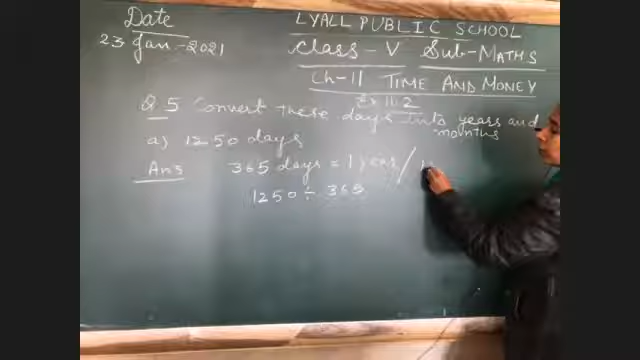 Date
23 Jan-2021
LYALL PUBLIC SCHOOL
Class-V Sub-MATHS
Ch-11 TIME AND MONEY
Ex 11.2
Q.5 Convert these days into years and months
a) 1250 days
Ans 365 days = 1 year /
1250 ÷ 365